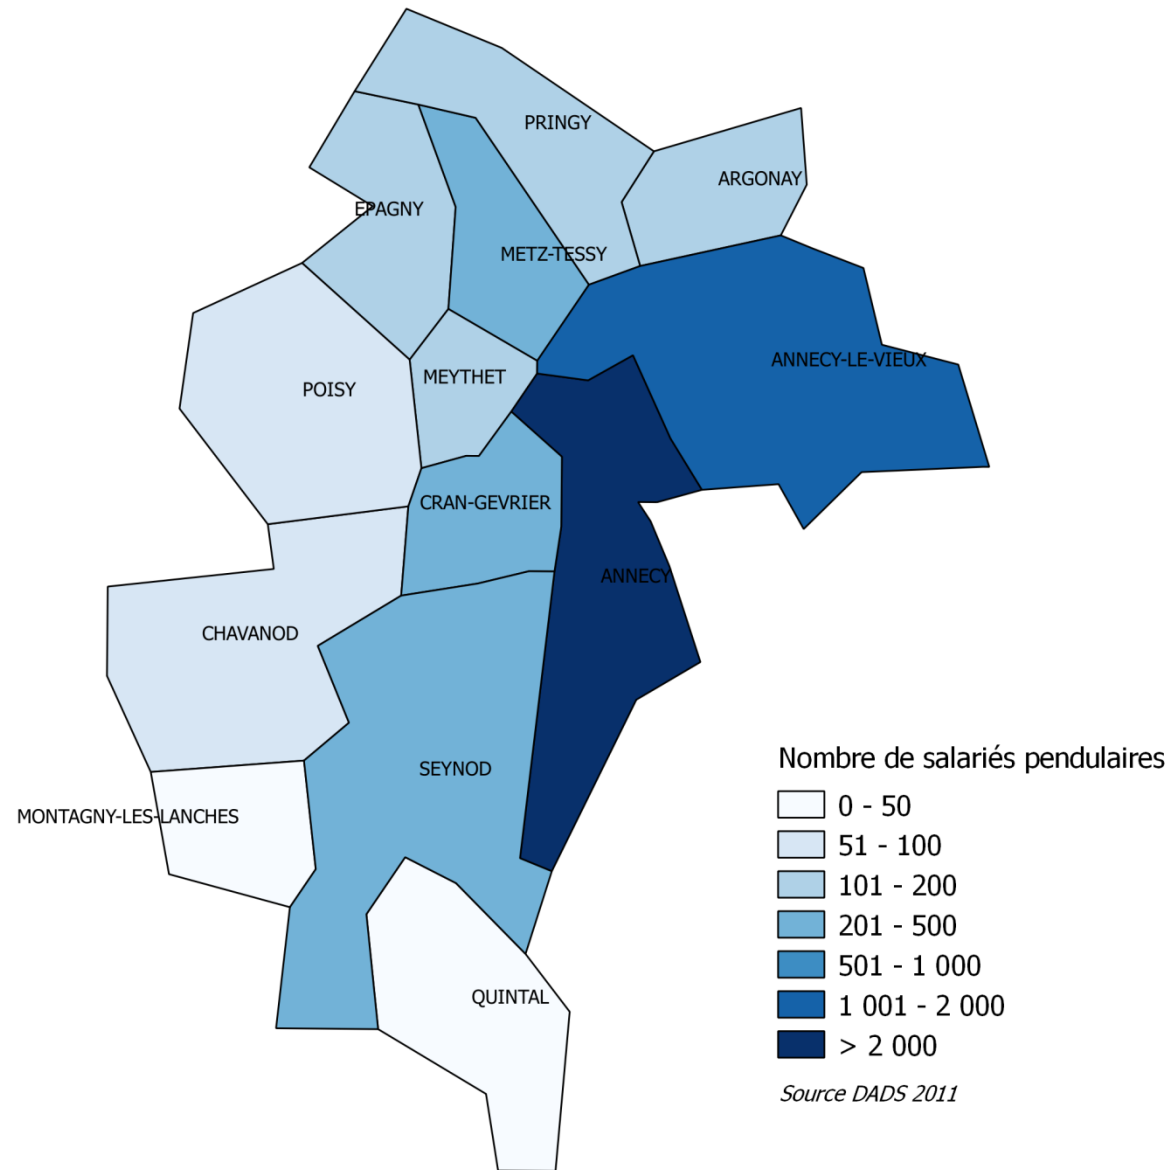 PRINGY
ARGONAY
EPAGNY
METZ-TESSY
ANNECY-LE-VIEUX
MEYTHET
POISY
CRAN-GEVRIER
ANNECY
CHAVANOD
SEYNOD
MONTAGNY-LES-LANCHES
QUINTAL
Nombre de salariés pendulaires
0 - 50
51 - 100
101 - 200
201 - 500
501 - 1 000
1 001 - 2 000
> 2 000
Source DADS 2011